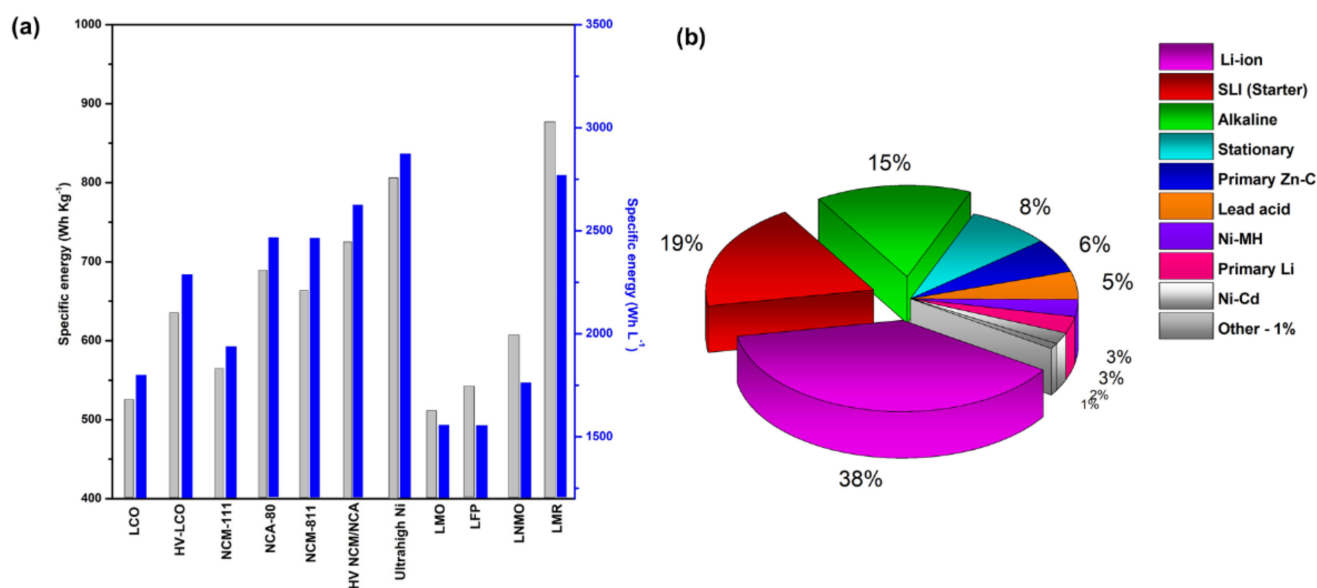 (a)
1000
900
800
700
600
500
400
Specific energy (Wh Kg⁻¹)
3500
3000
2500
2000
1500
Specific energy (Wh L⁻¹)
LCO
HV-LCO
NCM-111
NCA-80
NCM-811
HV NCM/NCA
Ultrahigh Ni
LMO
LFP
LNMO
LMR
(b)
15%
8%
6%
5%
19%
3%
3%
2%
1%
38%
Li-ion
SLI (Starter)
Alkaline
Stationary
Primary Zn-C
Lead acid
Ni-MH
Primary Li
Ni-Cd
Other - 1%